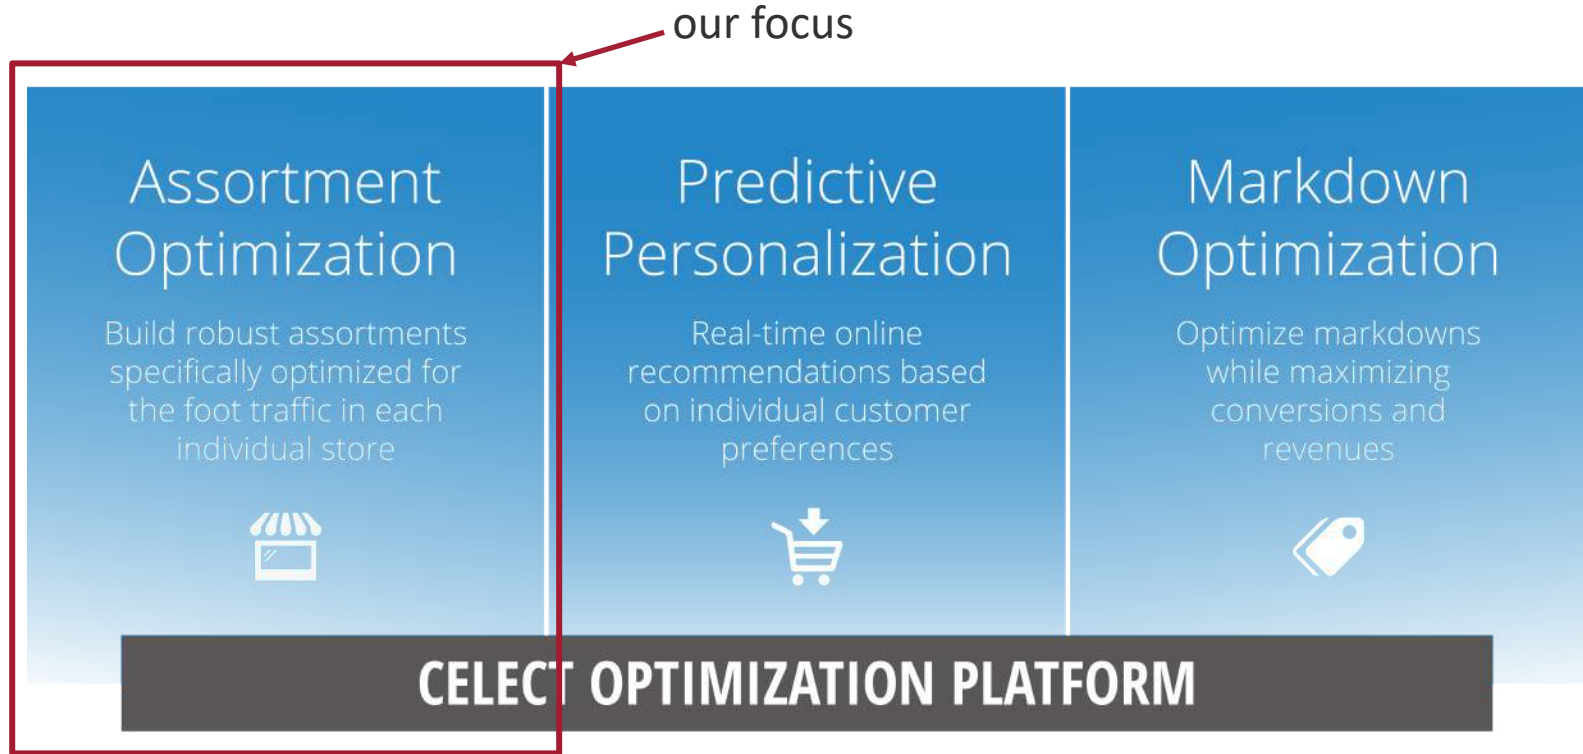 our focus
Assortment
Optimization
Build robust assortments
specifically optimized for
the foot traffic in each
individual store
Predictive
Personalization
Real-time online
recommendations based
on individual customer
preferences
Markdown
Optimization
Optimize markdowns
while maximizing
conversions and
revenues
CELECT OPTIMIZATION PLATFORM